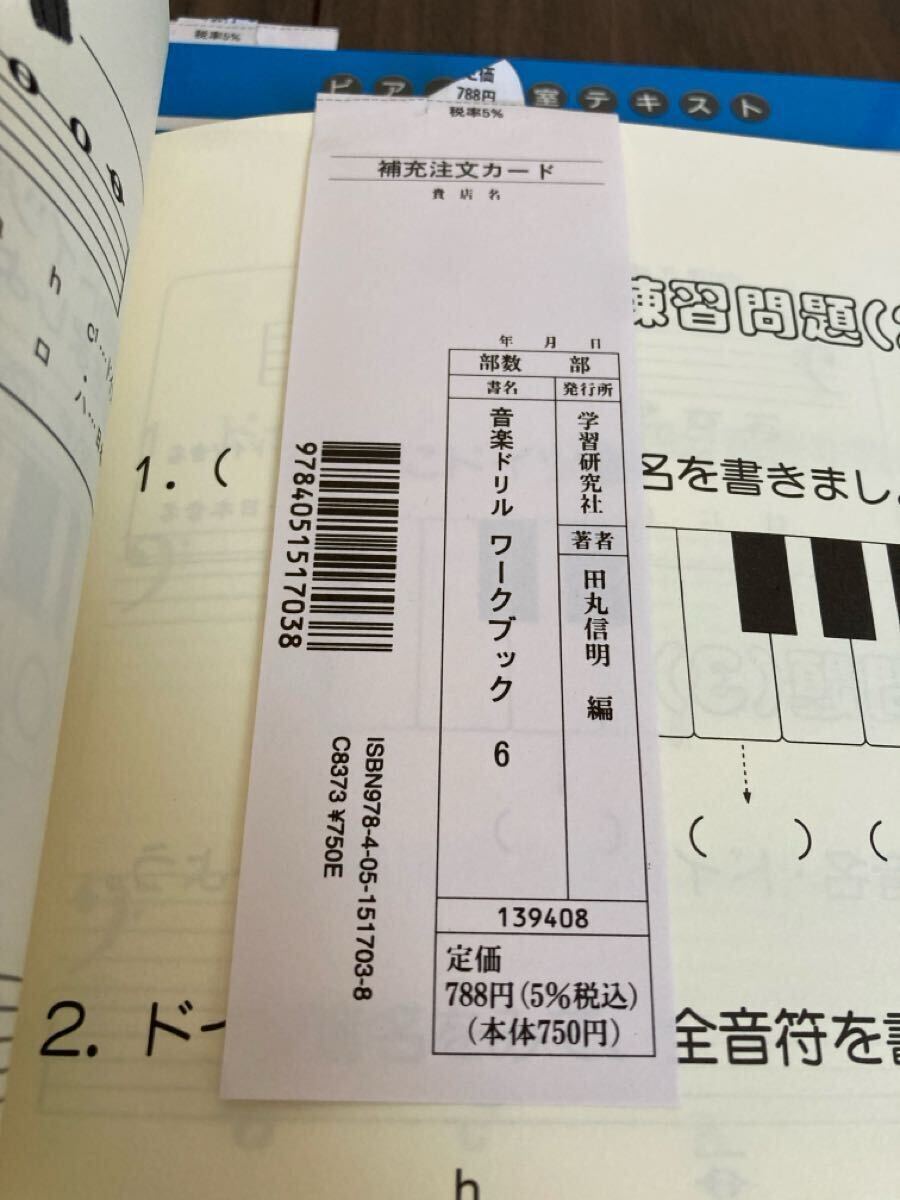 税率5%
ピア
室テキスト
定価
788円
税率5%
補充注文カード
貴店名
年 月 日
部数 部
書名
発行所
音楽ドリル ワークブック 6
学習研究社
著者
田丸信明 編
139408
定価
788円(5%税込)
(本体750円)
9784051517038
ISBN978-4-05-151703-8
C8373 ¥750E
練習問題(
1. (
名を書きまし
( )
(
2. ド
全音符を
h
h
ロ